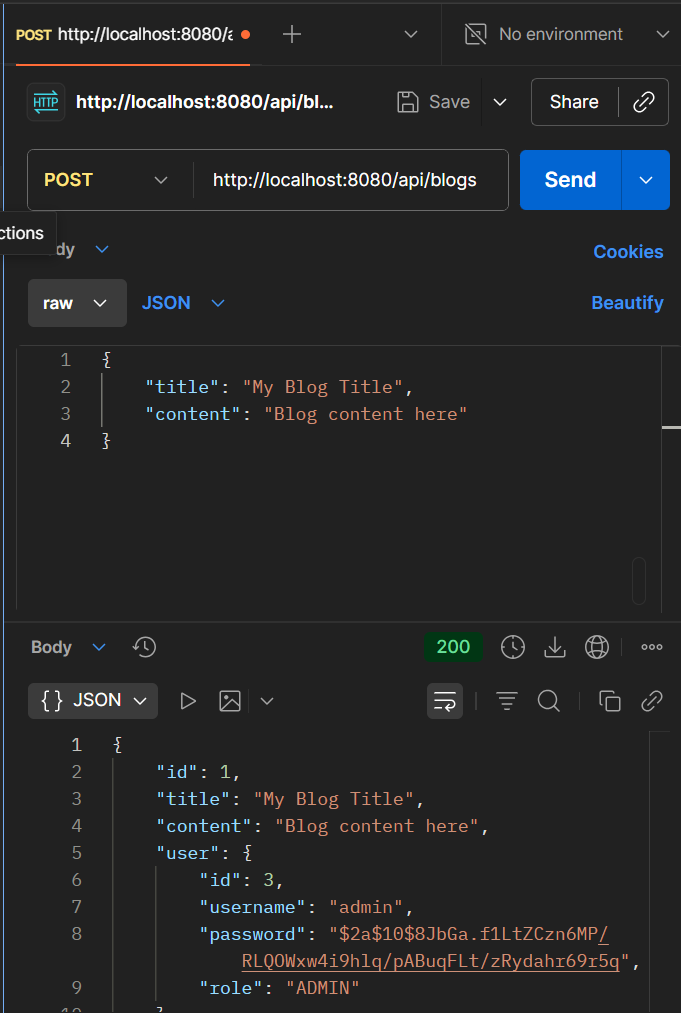 POST http://localhost:8080/a
No environment
HTTP
http://localhost:8080/api/bl...
Save
Share
POST
http://localhost:8080/api/blogs
Send
ctions
dy
Cookies
raw
JSON
Beautify
1 {
2 "title": "My Blog Title",
3 "content": "Blog content here"
4 }
Body
200
{} JSON
1 {
2 "id": 1,
3 "title": "My Blog Title",
4 "content": "Blog content here",
5 "user": {
6 "id": 3,
7 "username": "admin",
8 "password": "$2a$10$8JbGa.f1LtZCzn6MP/
RLQOWxw4i9hlq/pABuqFLt/zRydahr69r5q",
9 "role": "ADMIN"